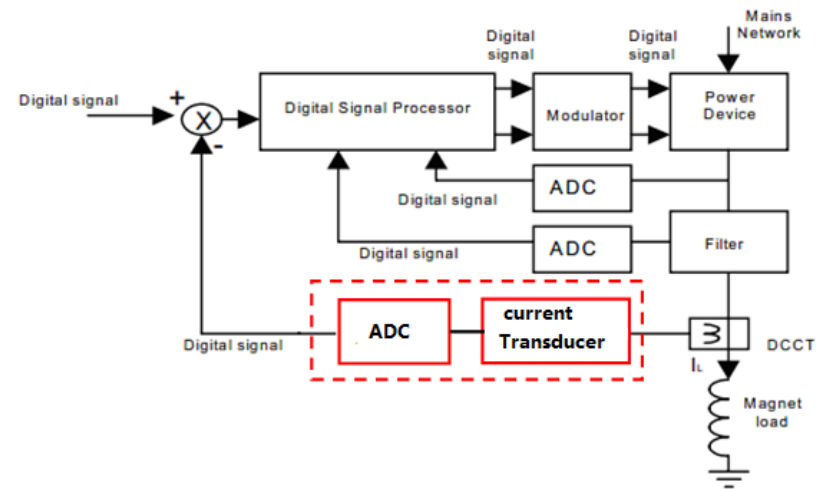 Mains
Network
Digital
signal
Digital
signal
Digital signal
+
X
-
Digital Signal Processor
Modulator
Power
Device
ADC
Digital signal
ADC
Digital signal
Filter
current
Transducer
ADC
Digital signal
DCCT
IL
Magnet
load